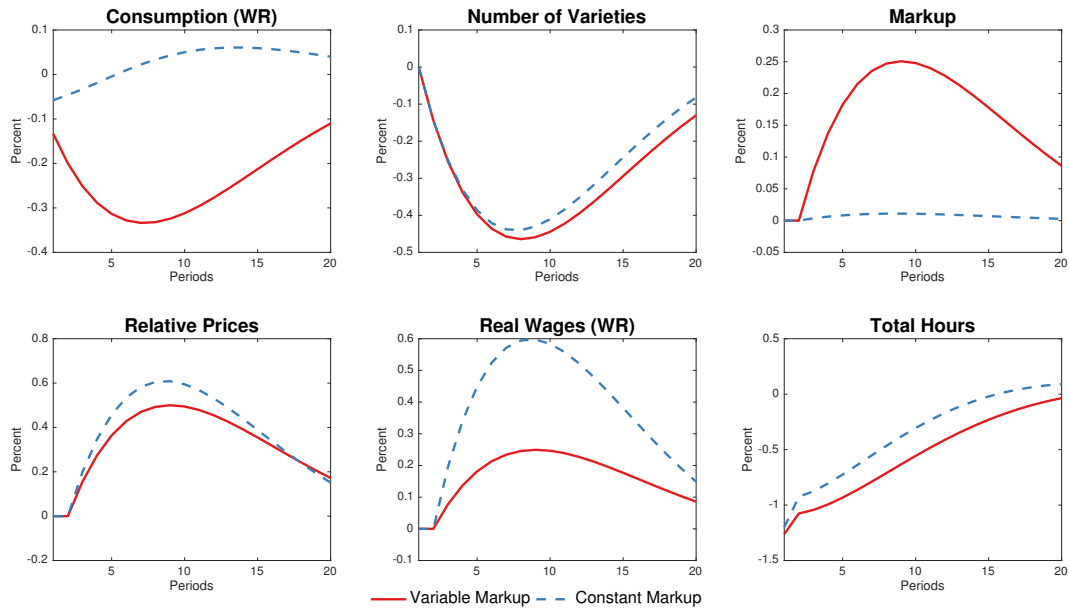 Consumption (WR)
0.1
0
-0.1
-0.2
-0.3
-0.4
Percent
5 10 15 20
Periods
Number of Varieties
0.1
0
-0.1
-0.2
-0.3
-0.4
-0.5
Percent
5 10 15 20
Periods
Markup
0.3
0.25
0.2
0.15
0.1
0.05
0
-0.05
Percent
5 10 15 20
Periods
Relative Prices
0.8
0.6
0.4
0.2
0
-0.2
Percent
5 10 15 20
Periods
Real Wages (WR)
0.6
0.5
0.4
0.3
0.2
0.1
0
-0.1
Percent
5 10 15 20
Periods
Total Hours
0.5
0
-0.5
-1
-1.5
Percent
5 10 15 20
Periods
Variable Markup Constant Markup